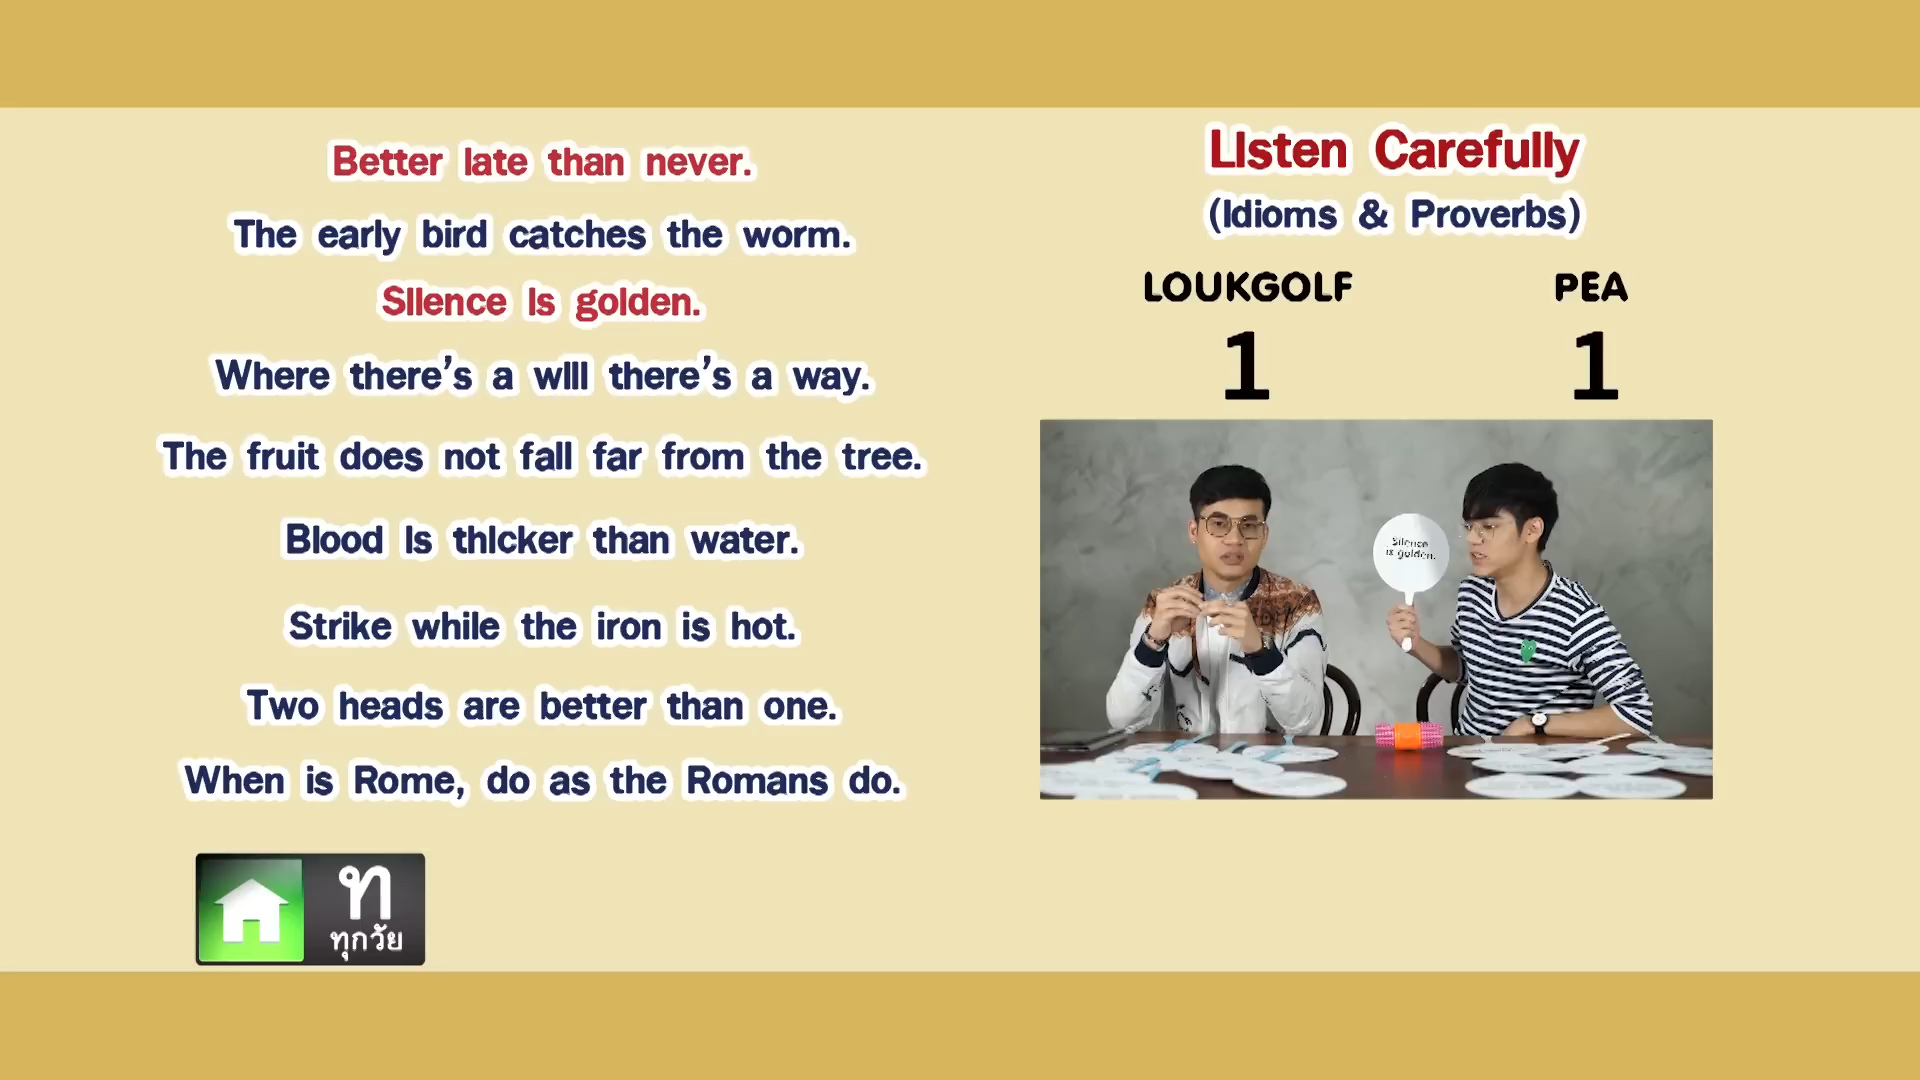 Better late than never.
The early bird catches the worm.
Silence is golden.
Where there's a will there's a way.
The fruit does not fall far from the tree.
Blood is thicker than water.
Strike while the iron is hot.
Two heads are better than one.
When is Rome, do as the Romans do.
Listen Carefully
(Idioms & Proverbs)
LOUKGOLF PEA
1 1
Silence
is golden.
ท
ทุกวัย